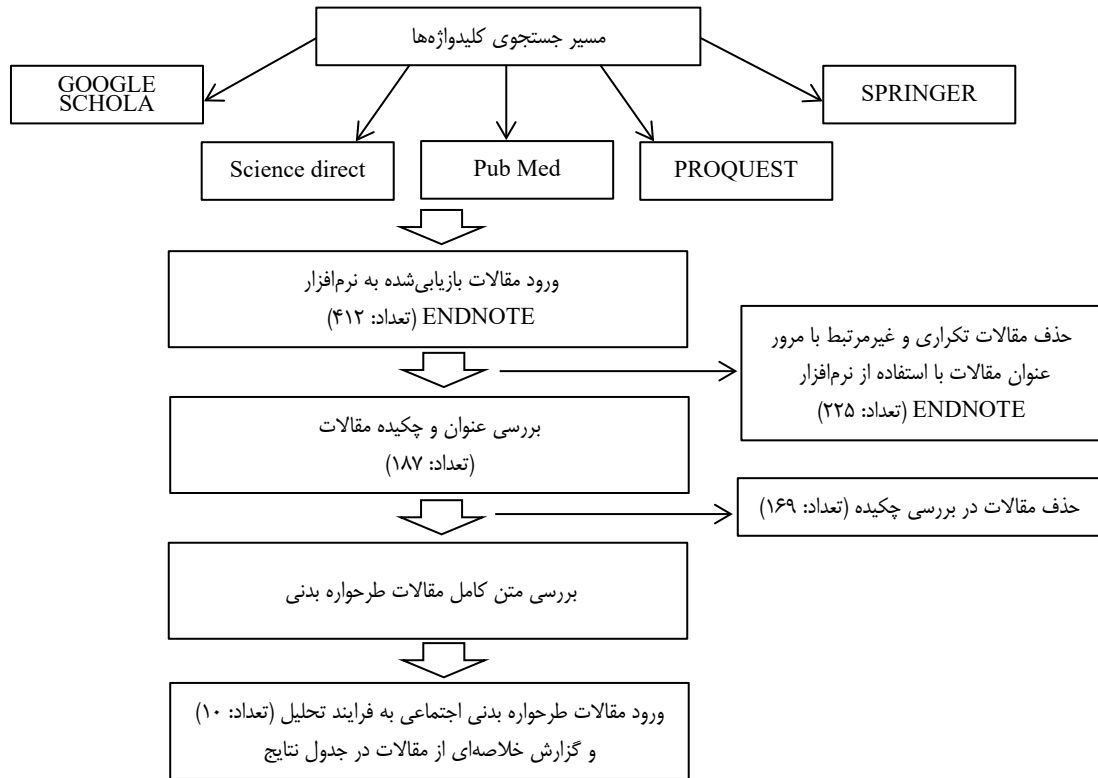 مسیر جستجوی کلیدواژه‌ها
GOOGLE
SCHOLA
SPRINGER
Science direct
Pub Med
PROQUEST
ورود مقالات بازیابی‌شده به نرم‌افزار
ENDNOTE (تعداد: ۴۱۲)
حذف مقالات تکراری و غیرمرتبط با مرور
عنوان مقالات با استفاده از نرم‌افزار
ENDNOTE (تعداد: ۲۲۵)
بررسی عنوان و چکیده مقالات
(تعداد: ۱۸۷)
حذف مقالات در بررسی چکیده (تعداد: ۱۶۹)
بررسی متن کامل مقالات طرحواره بدنی
ورود مقالات طرحواره بدنی اجتماعی به فرایند تحلیل (تعداد: ۱۰)
و گزارش خلاصه‌ای از مقالات در جدول نتایج